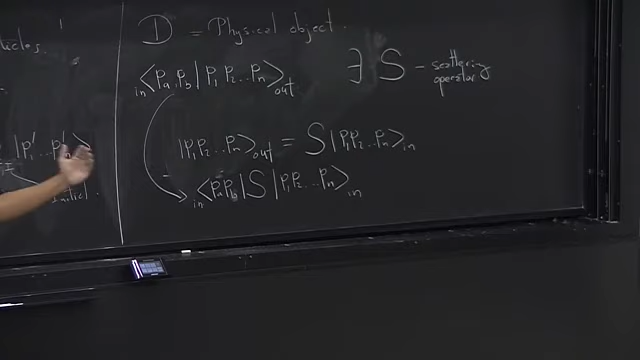 D = Physical object.
in<Pa, Pb | P1 P2 ... Pn>out
∃ S - scattering operator
|P1 P2 ... Pn>out = S |P1 P2 ... Pn>in
in<Pa Pb | S | P1 P2 ... Pn>in
|P1' ... P'n>